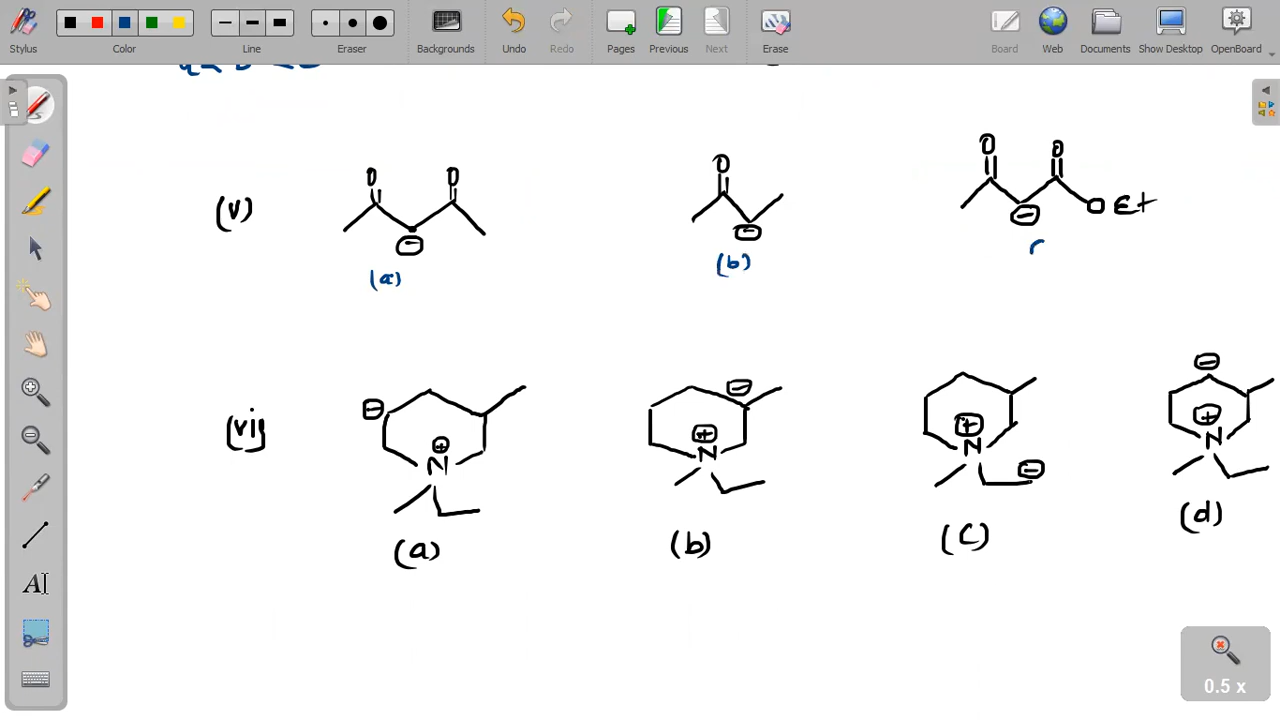 Stylus Color Line Eraser Backgrounds Undo Redo Pages Previous Next Erase Board Web Documents Show Desktop OpenBoard
O O O O O
(v) ⊖ ⊖ ⊖ OEt
(a) (b)
⊖ ⊖ ⊖
(vi) ⊕ ⊕ ⊕ ⊕
N N N ⊖ N
(a) (b) (c) (d)
AI
0.5 x